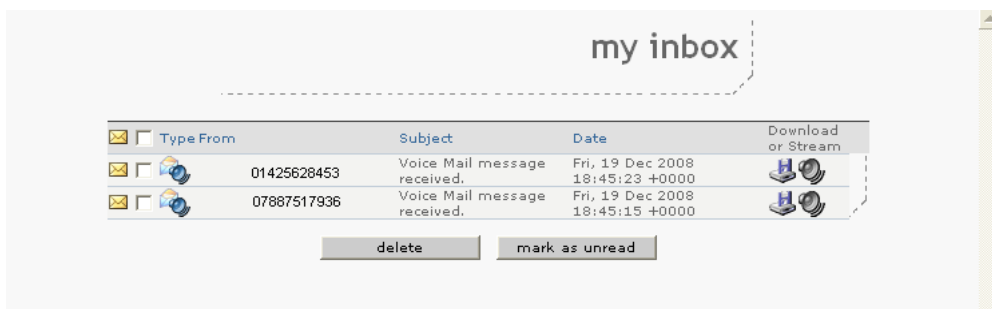 my inbox
Type From Subject Date Download
or Stream
01425628453 Voice Mail message
received. Fri, 19 Dec 2008
18:45:23 +0000
07887517936 Voice Mail message
received. Fri, 19 Dec 2008
18:45:15 +0000
delete mark as unread